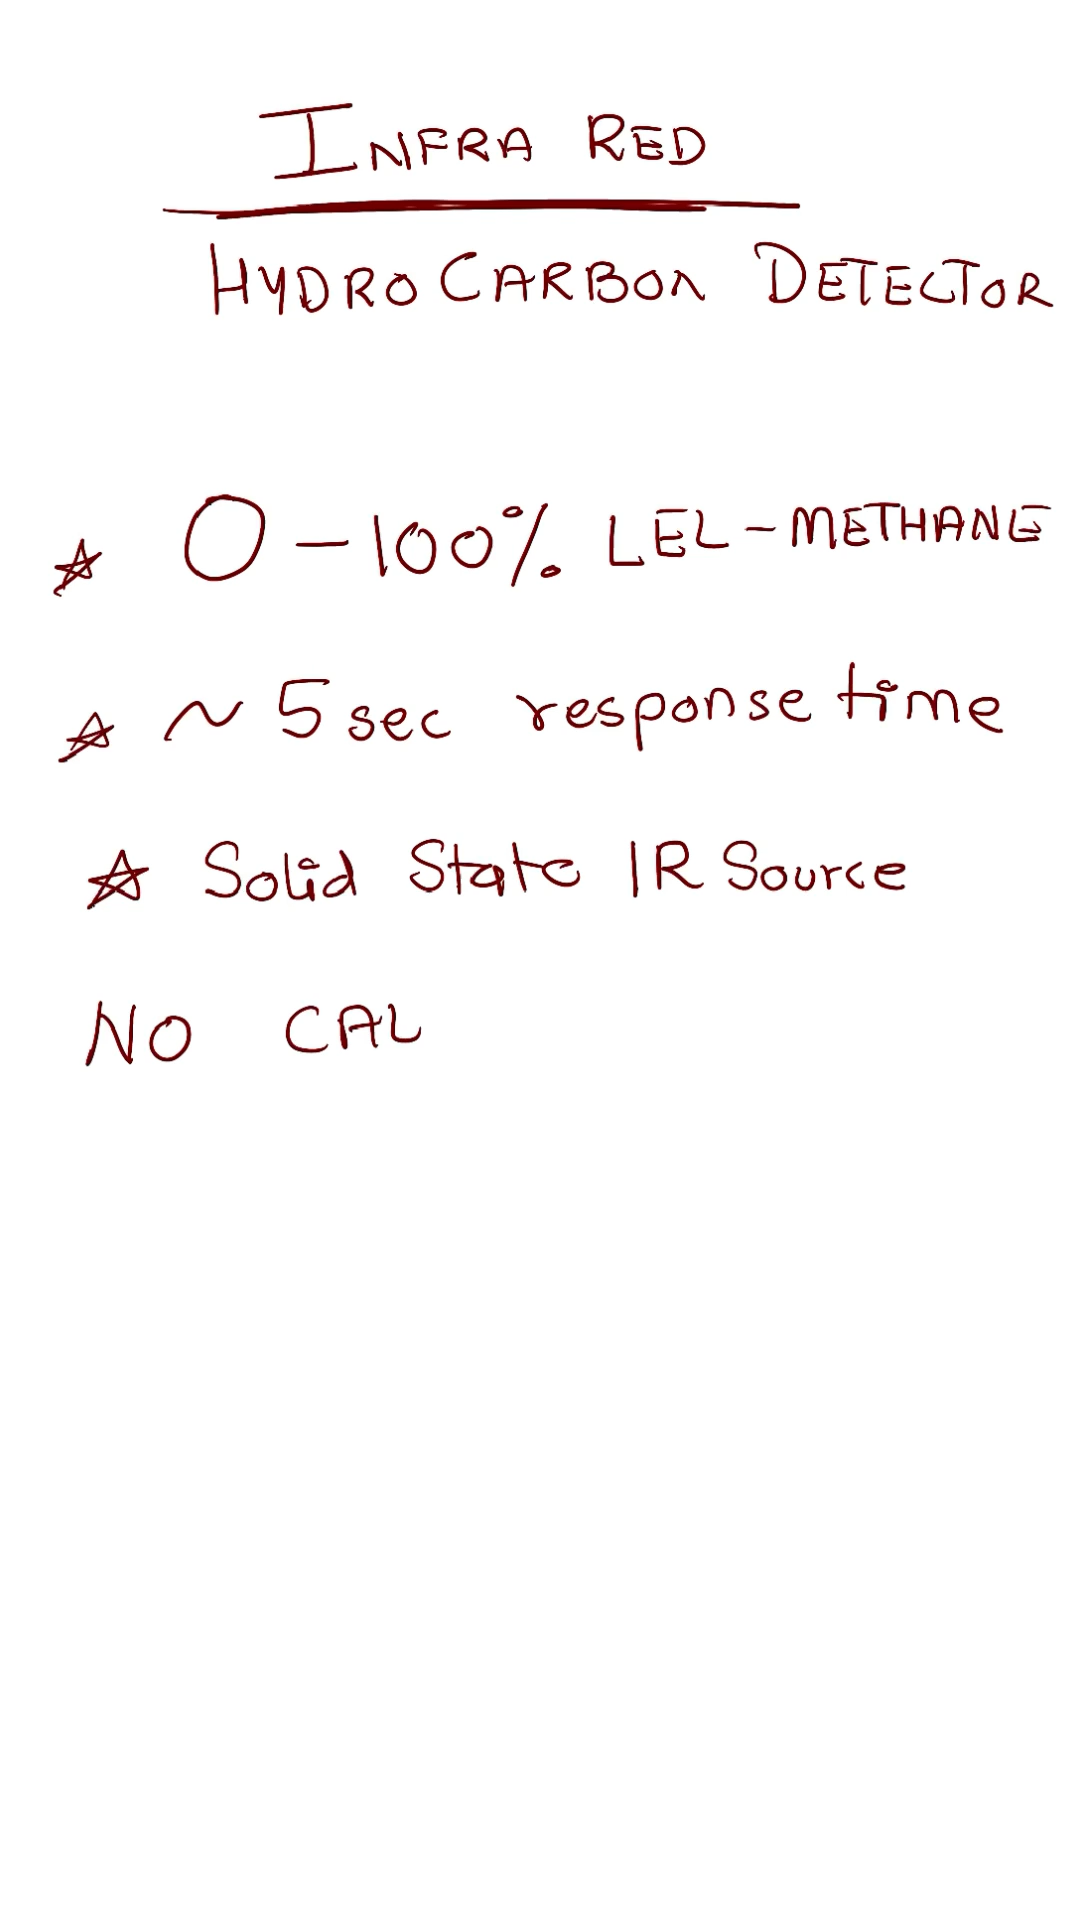 INFRA RED
HYDROCARBON DETECTOR
☆ 0-100% LEL-METHANE
☆ ~ 5 sec response time
☆ Solid State IR Source
NO CAL